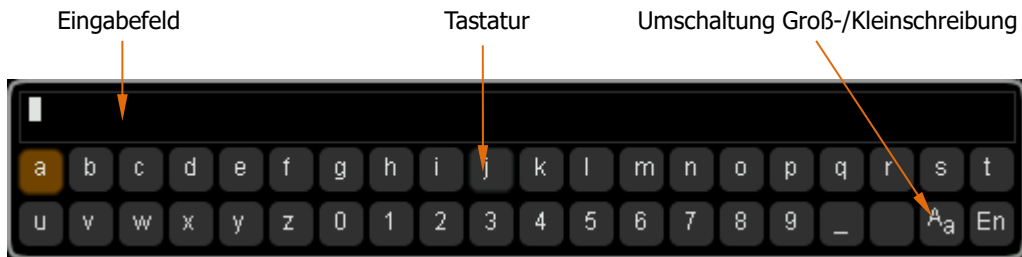 Eingabefeld Tastatur Umschaltung Groß-/Kleinschreibung
a b c d e f g h i j k l m n o p q r s t
u v w x y z 0 1 2 3 4 5 6 7 8 9 _ Aa En